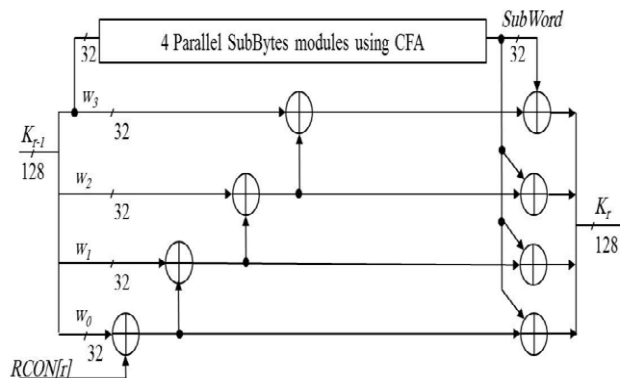 SubWord
4 Parallel SubBytes modules using CFA
32
32
w3
32
Kr-1
128
w2
32
Kr
128
w1
32
w0
32
RCON[r]